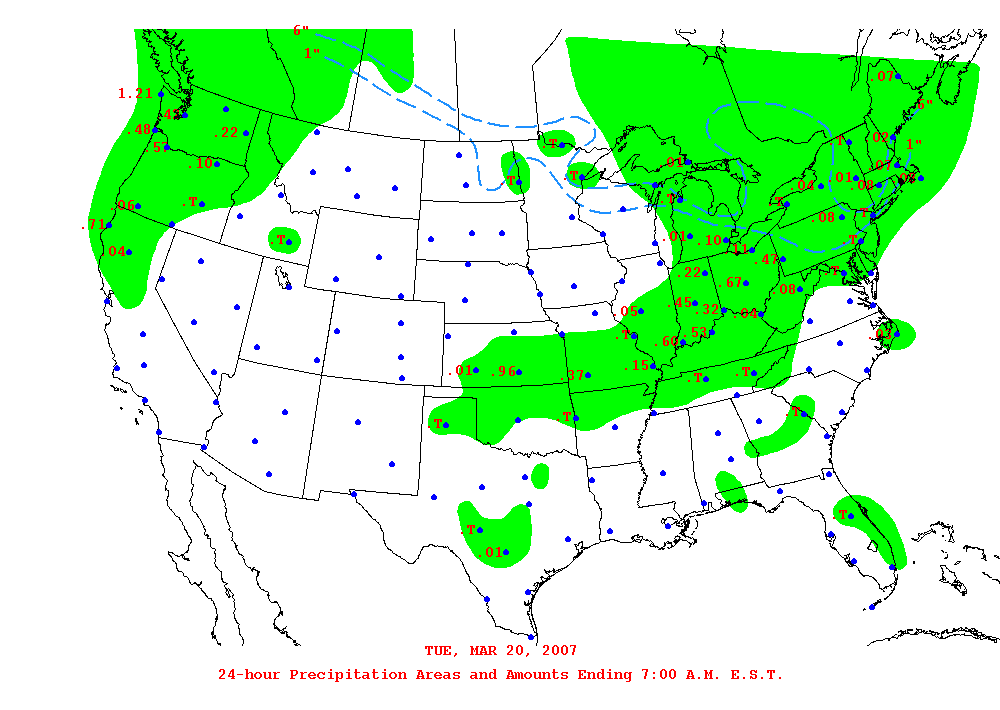 6"
1"
.07
1.21
6"
.48
.22
.T
.02
1"
.57
.10
.T
.01
.07
.T
.T
.04
.01
.08
.06
.T
.T
.T
.08
.T
.71
.01
.10
.11
.T
.T
.04
.47
.22
.T
.67
.08
.45
.32
.04
.05
.T
.53
.60
.03
.15
.01
.96
.37
.T
.T
.T
.T
.T
.T
.T
.01
TUE, MAR 20, 2007
24-hour Precipitation Areas and Amounts Ending 7:00 A.M. E.S.T.